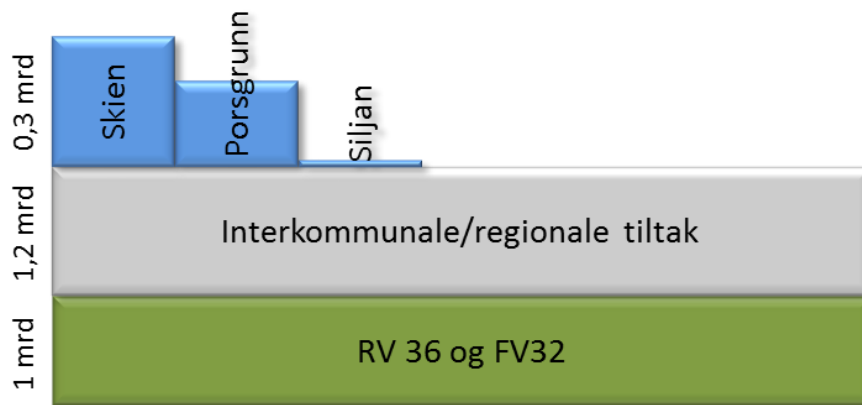 0,3 mrd
Skien
Porsgrunn
Siljan
1,2 mrd
Interkommunale/regionale tiltak
1 mrd
RV 36 og FV32